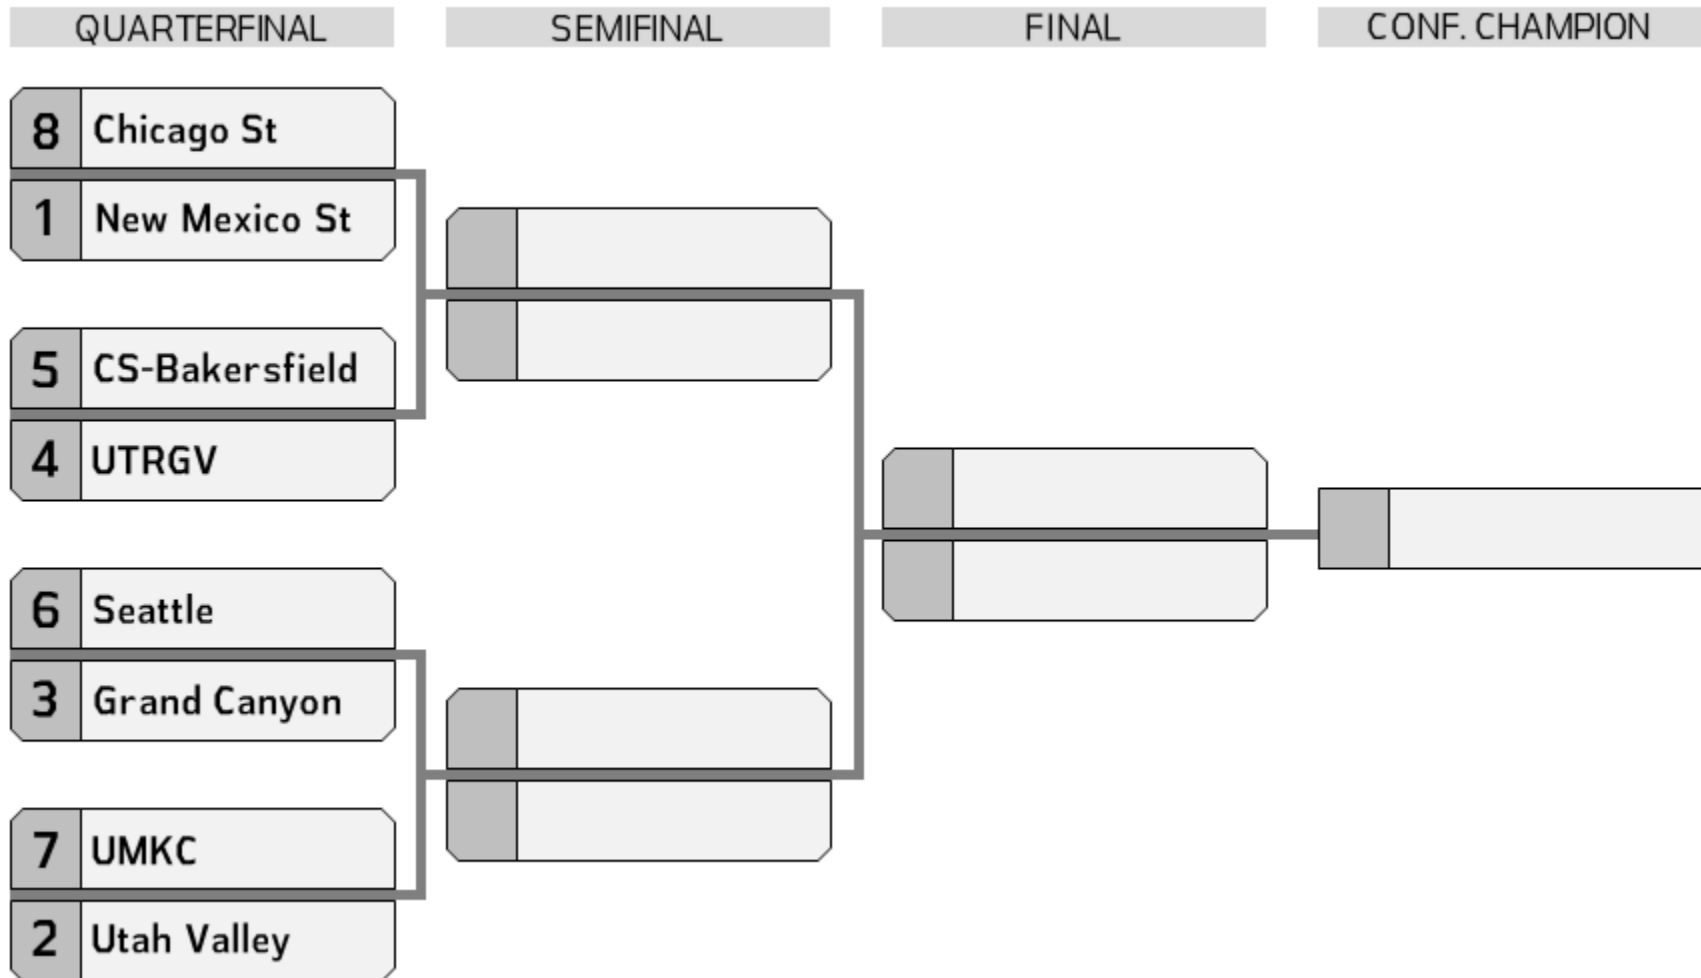 QUARTERFINAL SEMIFINAL FINAL CONF. CHAMPION
8 Chicago St
1 New Mexico St
5 CS-Bakersfield
4 UTRGV
6 Seattle
3 Grand Canyon
7 UMKC
2 Utah Valley